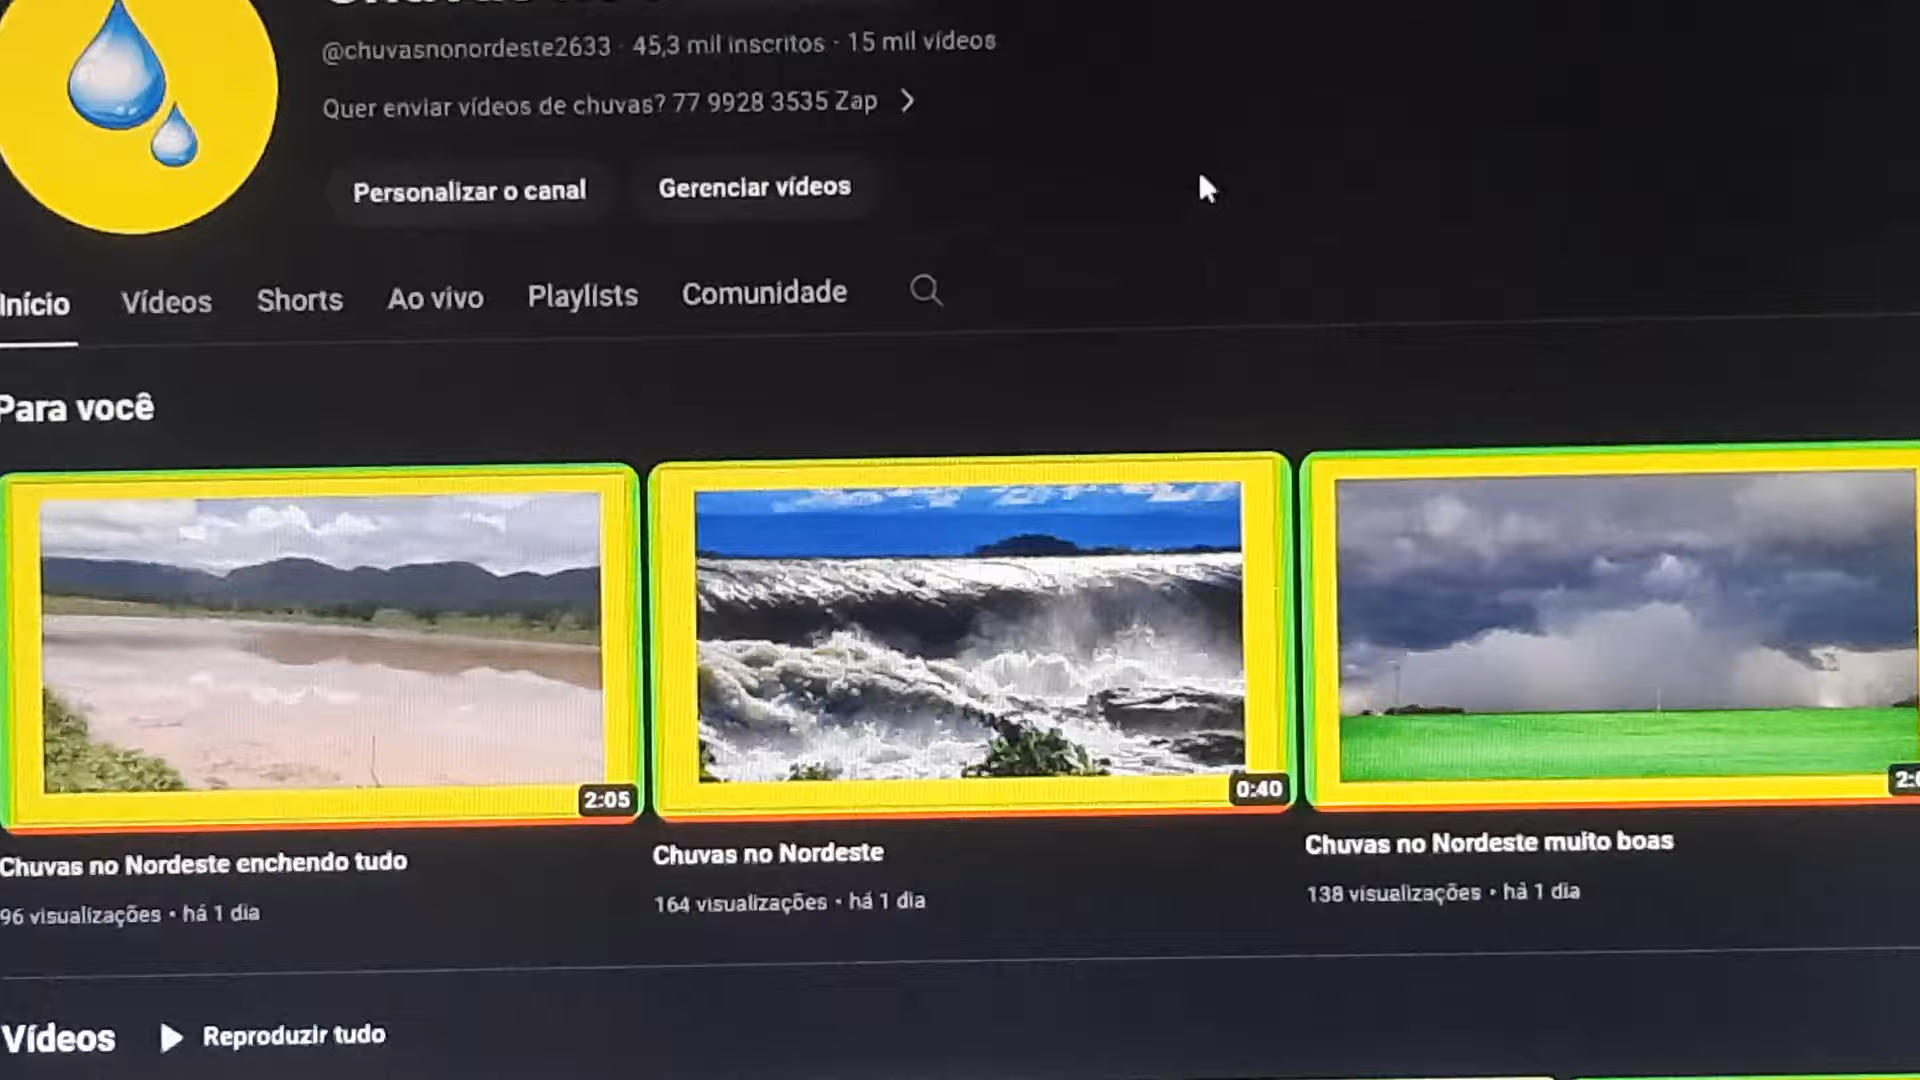 @chuvasnonordeste2633 · 45,3 mil inscritos · 15 mil vídeos
Quer enviar vídeos de chuvas? 77 9928 3535 Zap
Personalizar o canal
Gerenciar vídeos
Início
Vídeos
Shorts
Ao vivo
Playlists
Comunidade
Para você
2:05
0:40
Chuvas no Nordeste enchendo tudo
96 visualizações • há 1 dia
Chuvas no Nordeste
164 visualizações • há 1 dia
Chuvas no Nordeste muito boas
138 visualizações • há 1 dia
Vídeos
Reproduzir tudo